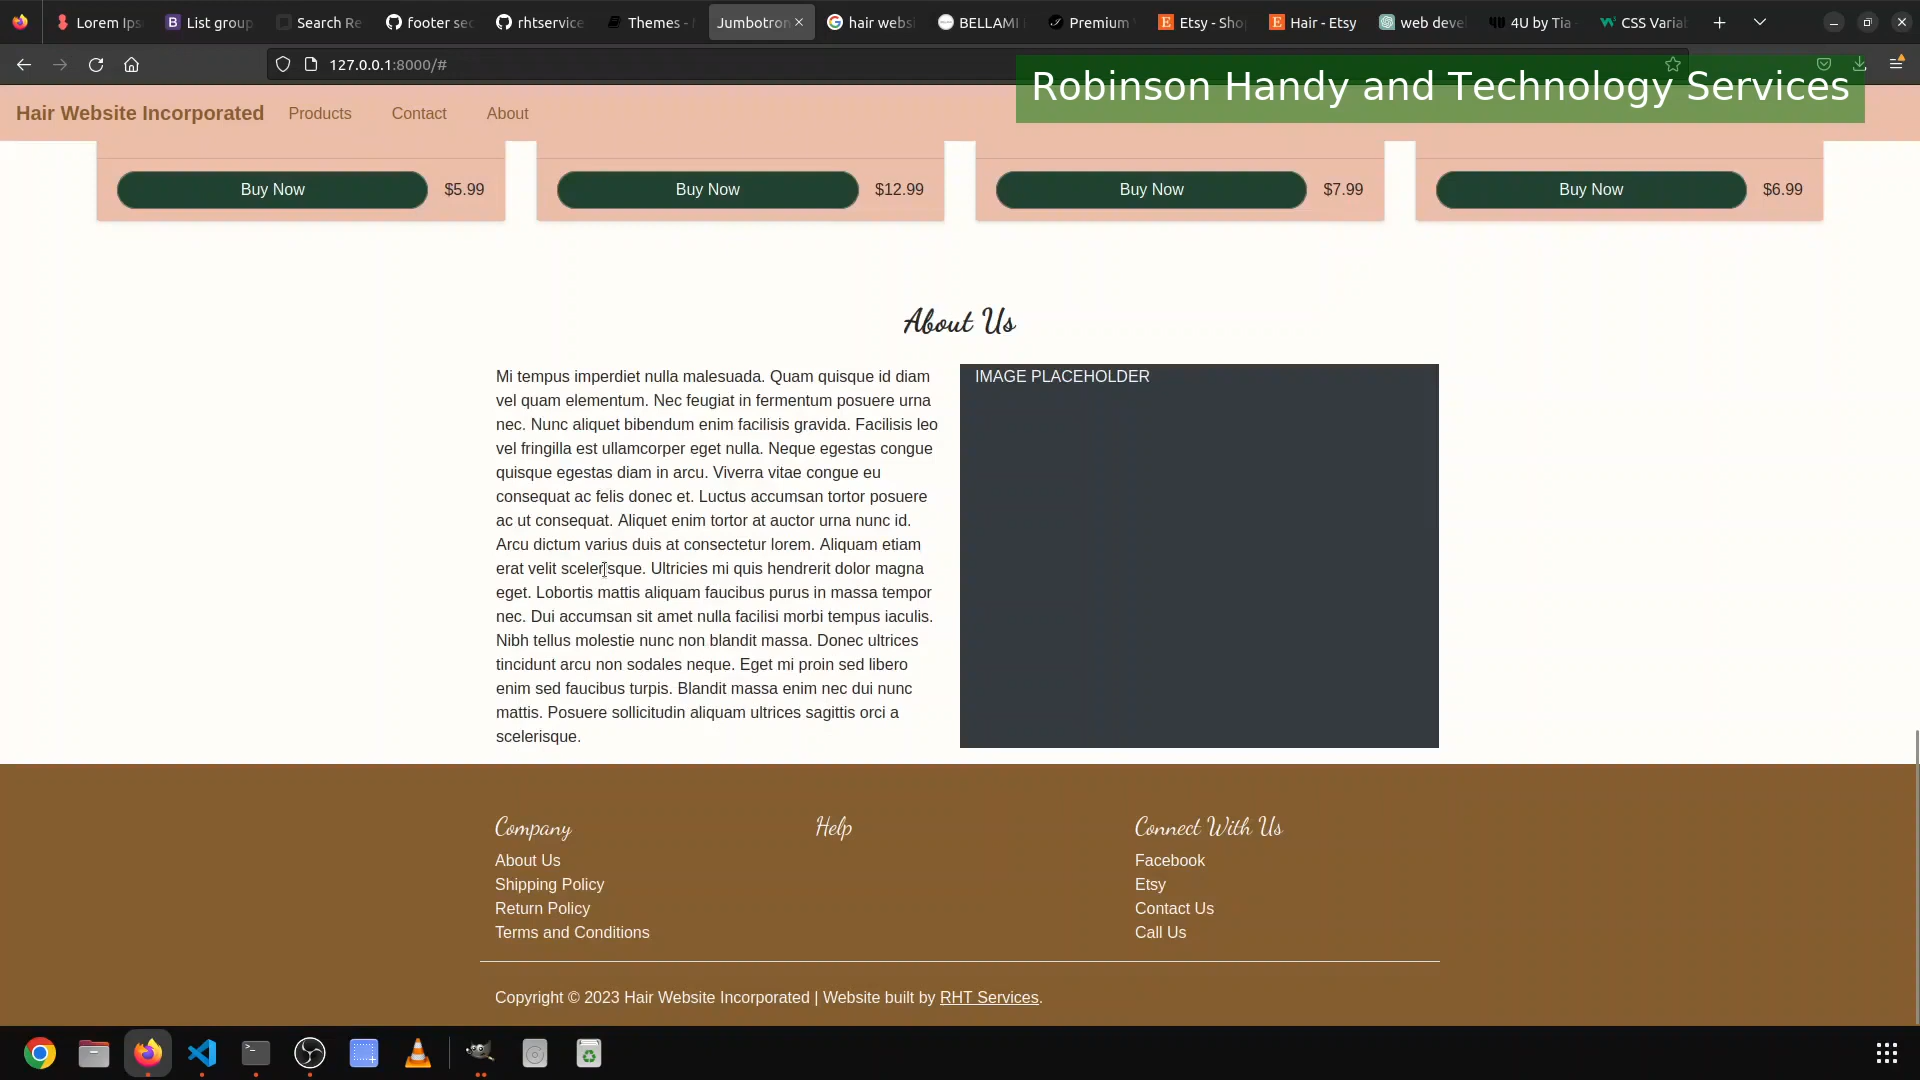 Lorem Ips
List group
Search Re
footer sec
rhtservice
Themes -
Jumbotron
hair webs
BELLAMI
Premium
Etsy - Sho
Hair - Etsy
web deve
4U by Tia
CSS Varia
127.0.0.1:8000/#
Robinson Handy and Technology Services
Hair Website Incorporated
Products
Contact
About
Buy Now
$5.99
Buy Now
$12.99
Buy Now
$7.99
Buy Now
$6.99
About Us
Mi tempus imperdiet nulla malesuada. Quam quisque id diam
vel quam elementum. Nec feugiat in fermentum posuere urna
nec. Nunc aliquet bibendum enim facilisis gravida. Facilisis leo
vel fringilla est ullamcorper eget nulla. Neque egestas congue
quisque egestas diam in arcu. Viverra vitae congue eu
consequat ac felis donec et. Luctus accumsan tortor posuere
ac ut consequat. Aliquet enim tortor at auctor urna nunc id.
Arcu dictum varius duis at consectetur lorem. Aliquam etiam
erat velit scelerisque. Ultricies mi quis hendrerit dolor magna
eget. Lobortis mattis aliquam faucibus purus in massa tempor
nec. Dui accumsan sit amet nulla facilisi morbi tempus iaculis.
Nibh tellus molestie nunc non blandit massa. Donec ultrices
tincidunt arcu non sodales neque. Eget mi proin sed libero
enim sed faucibus turpis. Blandit massa enim nec dui nunc
mattis. Posuere sollicitudin aliquam ultrices sagittis orci a
scelerisque.
IMAGE PLACEHOLDER
Company
About Us
Shipping Policy
Return Policy
Terms and Conditions
Help
Connect With Us
Facebook
Etsy
Contact Us
Call Us
Copyright © 2023 Hair Website Incorporated | Website built by RHT Services.